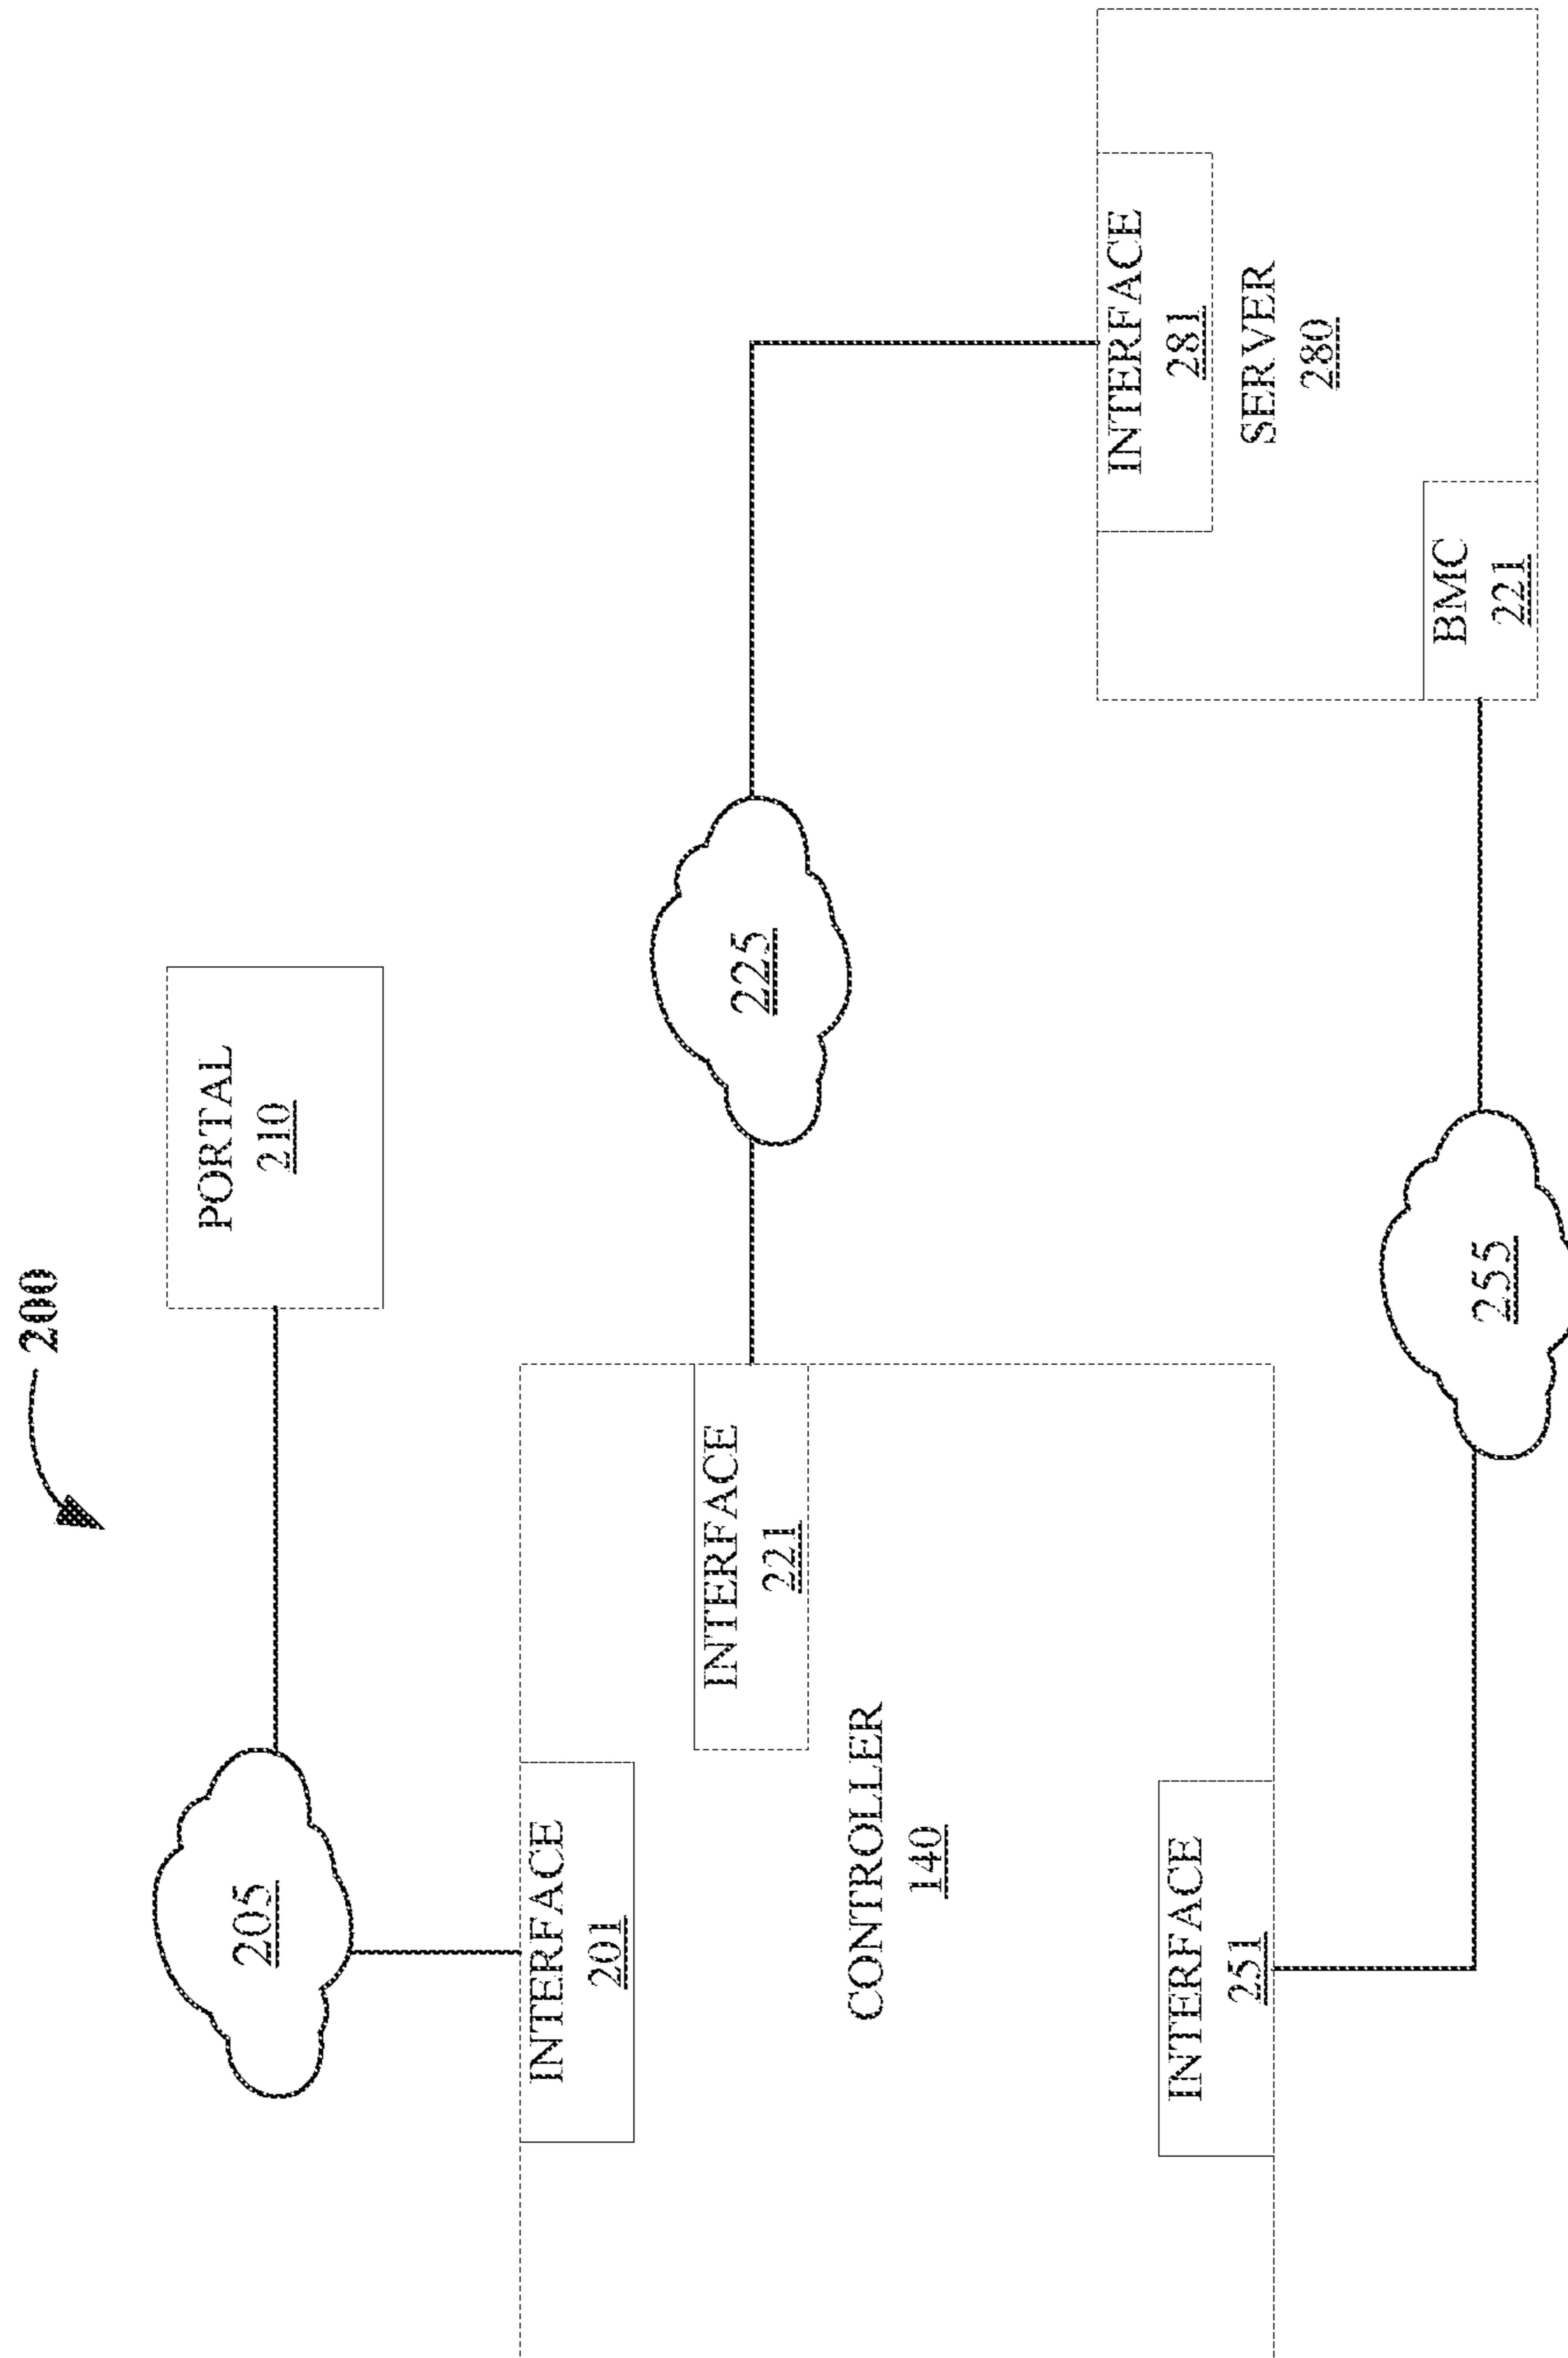 200
205
PORTAL
210
INTERFACE
201
INTERFACE
221
CONTROLLER
140
INTERFACE
251
225
255
INTERFACE
281
SERVER
280
BMC
221